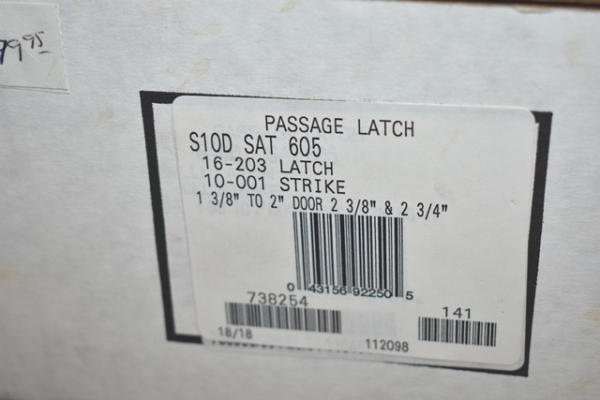 PASSAGE LATCH
S10D SAT 605
16-203 LATCH
10-001 STRIKE
1 3/8" TO 2" DOOR 2 3/8" & 2 3/4"
0 43156 92250 5
738254
141
18/18
112098